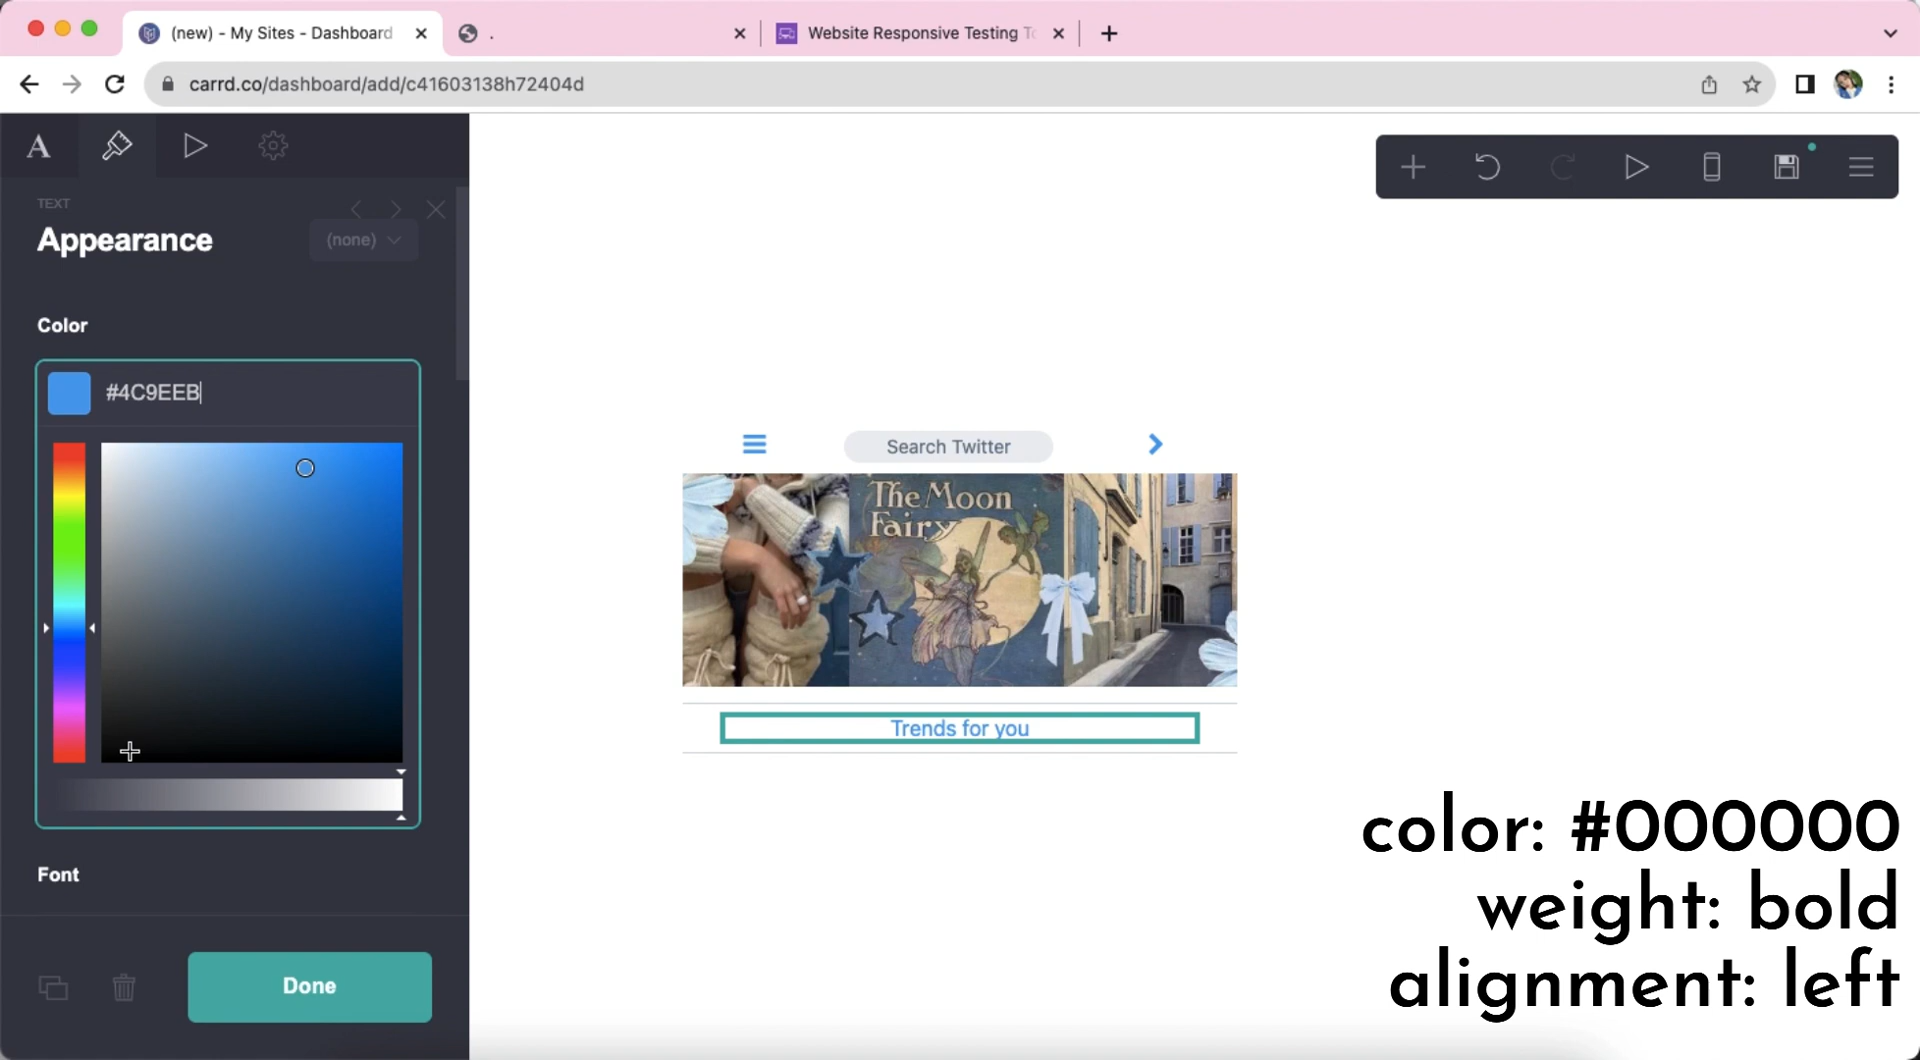 (new) - My Sites - Dashboard
.
Website Responsive Testing To
carrd.co/dashboard/add/c41603138h72404d
A
TEXT
Appearance
(none)
Color
#4C9EEB
Search Twitter
The Moon
Fairy
Trends for you
Font
Done
color: #000000
weight: bold
alignment: left